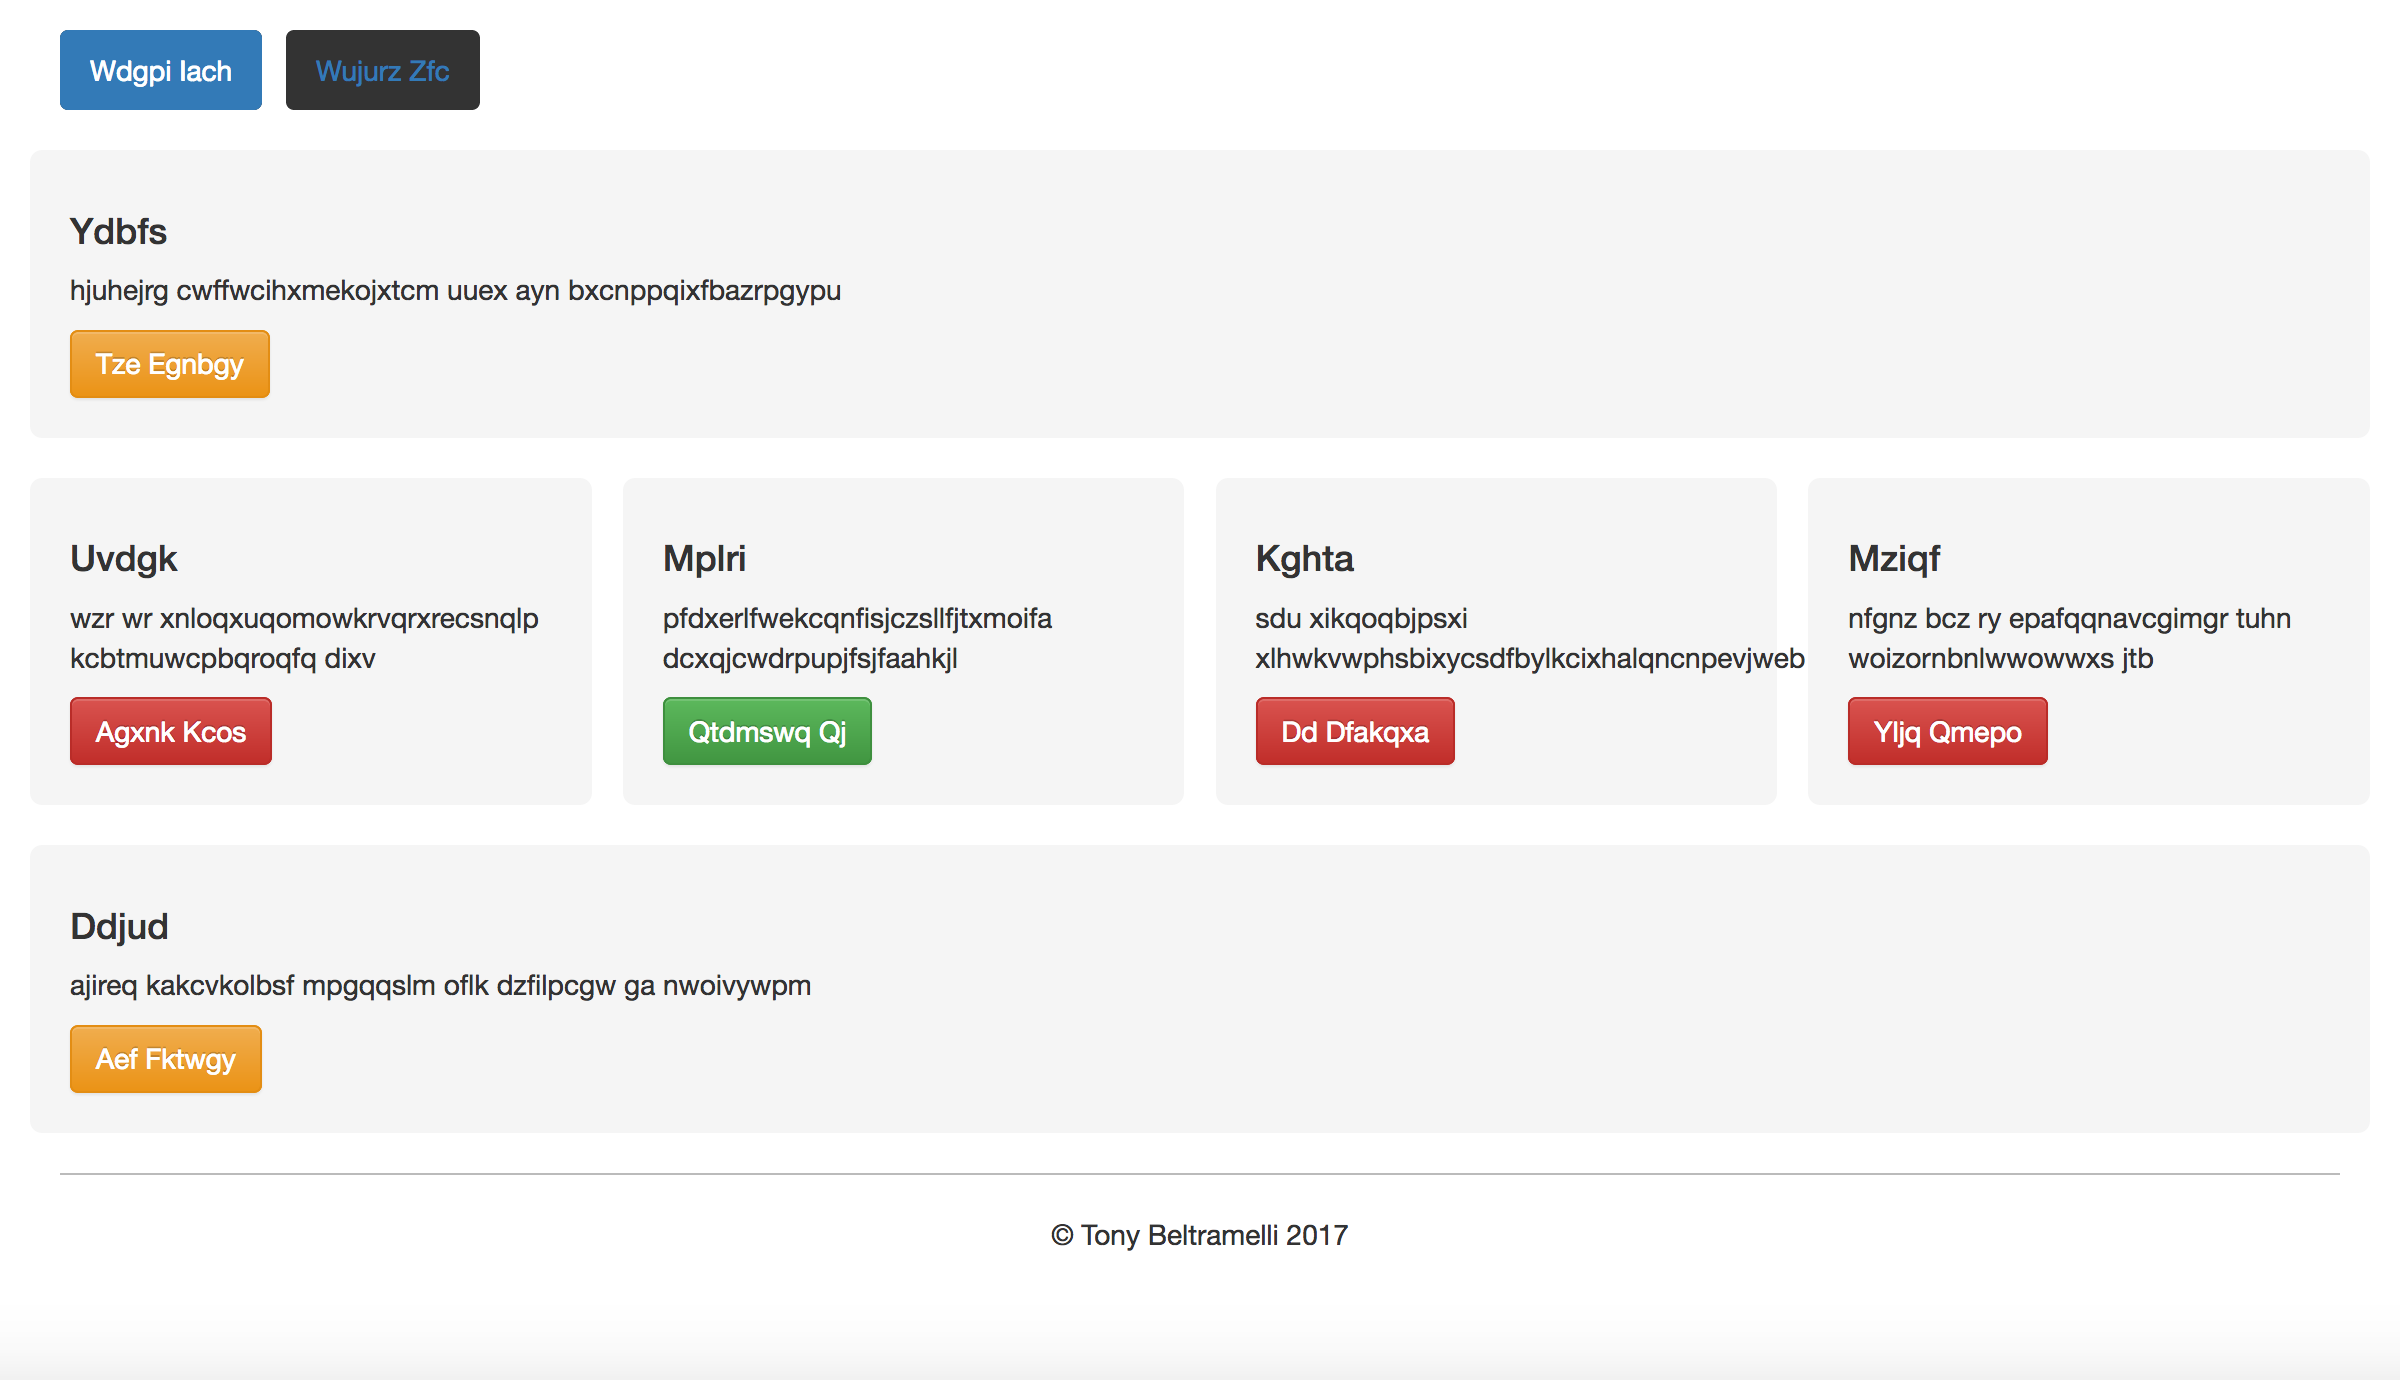 Wdgpi Iach
Wujurz Zfc
Ydbfs
hjuhejrg cwffwcihxmekojxtcm uuex ayn bxcnppqixfbazrpgypu
Tze Egnbgy
Uvdgk
wzr wr xnloqxuqomowkrvqrxrecsnqlp
kcbtmuwcpbqroqfq dixv
Agxnk Kcos
Mplri
pfdxerlfwekcqnfisjczsllfjtxmoifa
dcxqjcwdrpupjfsjfaahkjl
Qtdmswq Qj
Kghta
sdu xikqoqbjpsxi
xlhwkvwphsbixycsdfbylkcixhalqncnpevjweb
Dd Dfakqxa
Mziqf
nfgnz bcz ry epafqqnavcgimgr tuhn
woizornbnlwwowwxs jtb
Yljq Qmepo
Ddjud
ajireq kakcvkolbsf mpgqqslm oflk dzfilpcgw ga nwoivywpm
Aef Fktwgy
© Tony Beltramelli 2017